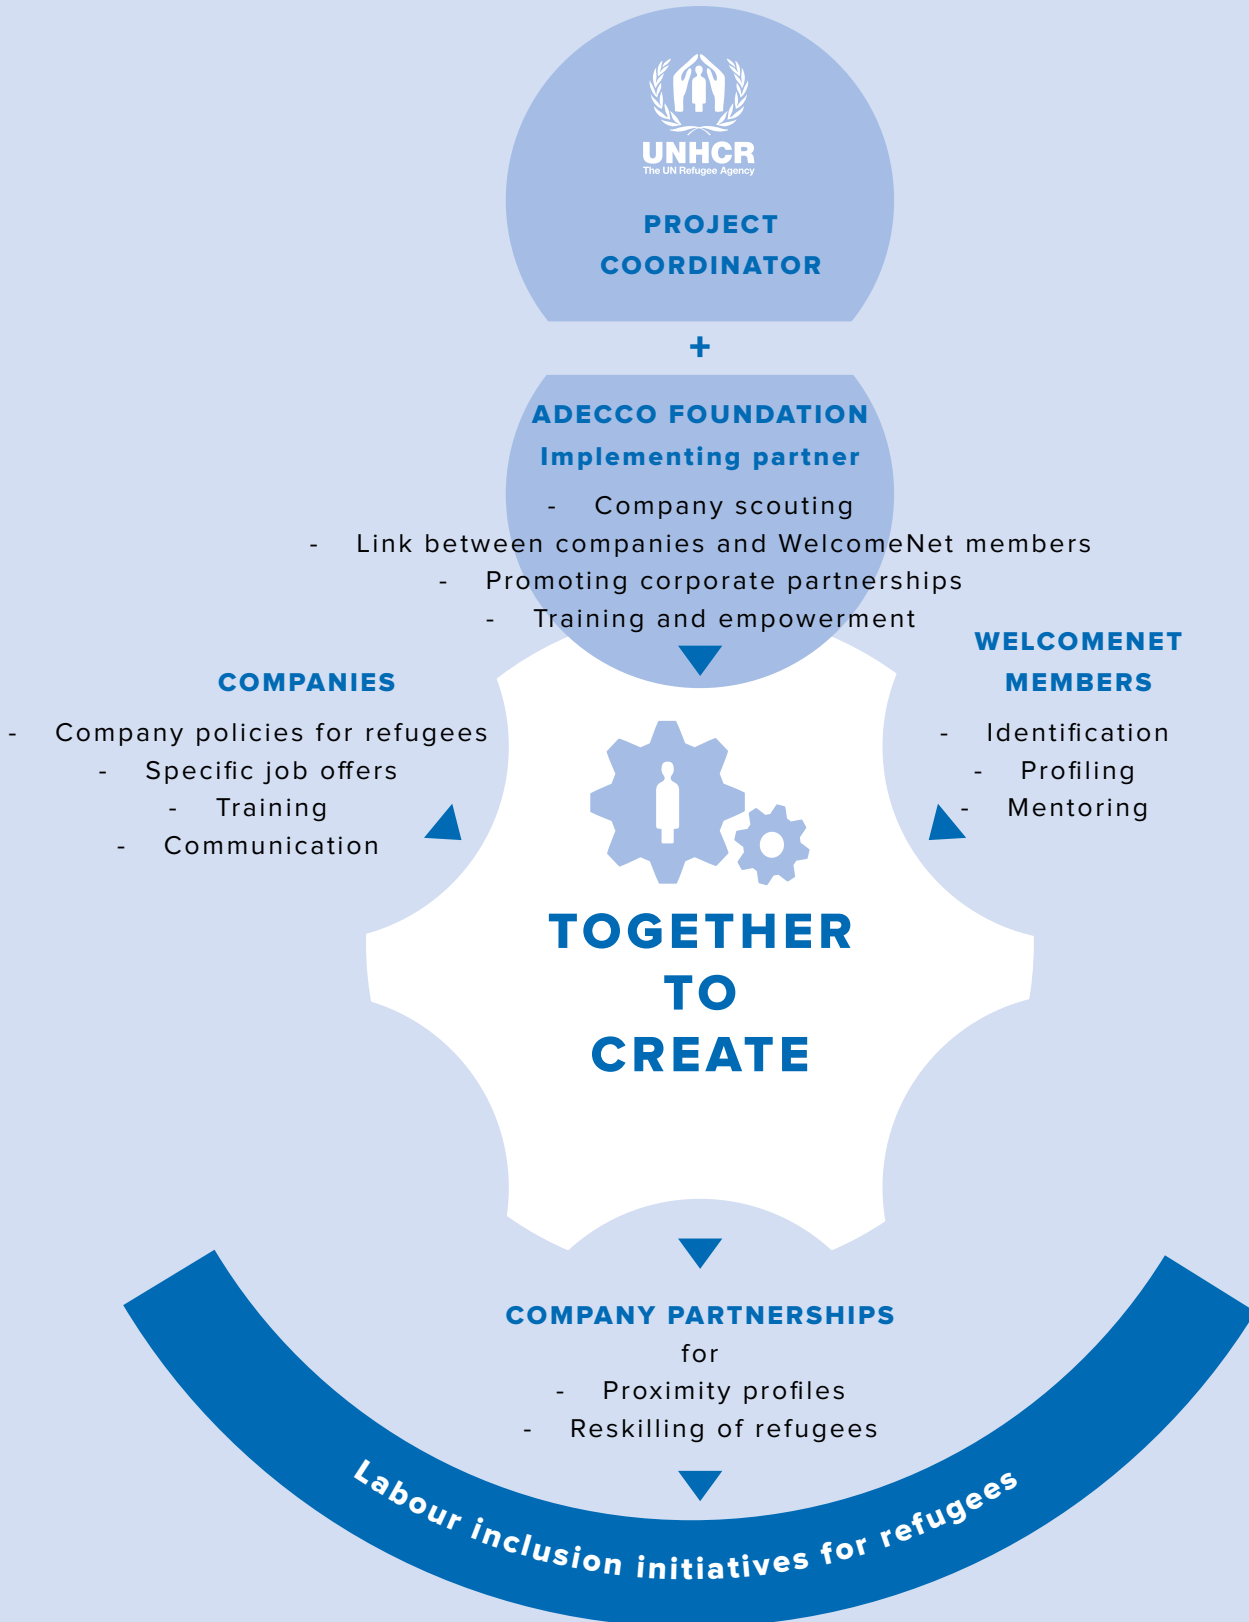 UNHCR
The UN Refugee Agency
PROJECT
COORDINATOR
+
ADECCO FOUNDATION
Implementing partner
- Company scouting
- Link between companies and WelcomeNet members
- Promoting corporate partnerships
- Training and empowerment
COMPANIES
- Company policies for refugees
- Specific job offers
- Training
- Communication
WELCOMENET
MEMBERS
- Identification
- Profiling
- Mentoring
TOGETHER
TO
CREATE
COMPANY PARTNERSHIPS
for
- Proximity profiles
- Reskilling of refugees
Labour inclusion initiatives for refugees